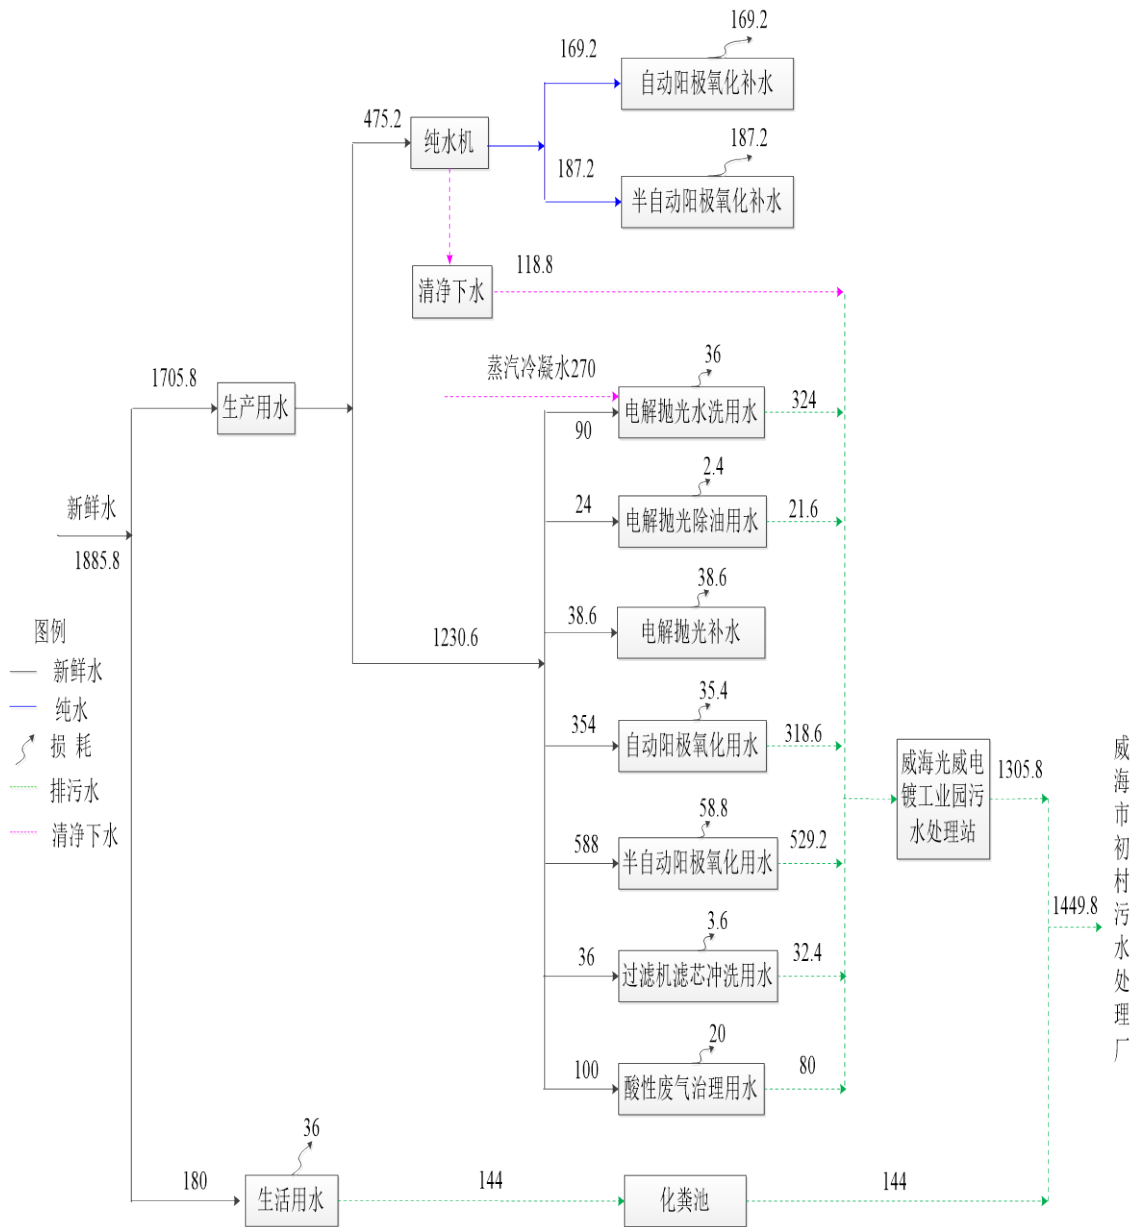 169.2
169.2
自动阳极氧化补水
475.2
纯水机
187.2
187.2
半自动阳极氧化补水
清净下水
118.8
蒸汽冷凝水270
36
1705.8
生产用水
90
电解抛光水洗用水
324
2.4
24
电解抛光除油用水
21.6
新鲜水
1885.8
38.6
38.6
电解抛光补水
1230.6
图例
新鲜水
纯水
损 耗
排污水
清净下水
35.4
354
自动阳极氧化用水
318.6
58.8
588
半自动阳极氧化用水
529.2
3.6
36
过滤机滤芯冲洗用水
32.4
20
100
酸性废气治理用水
80
威海光威电
镀工业园污
水处理站
1305.8
1449.8
威
海
市
初
村
污
水
处
理
厂
36
180
生活用水
144
化粪池
144